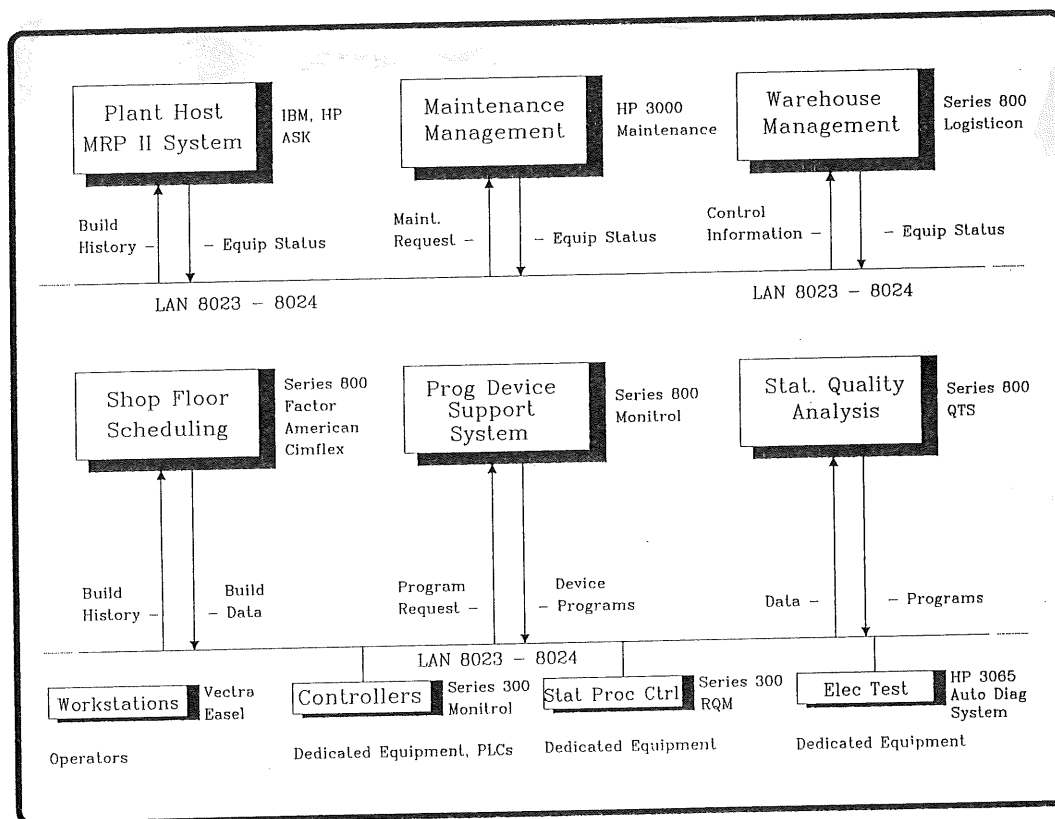 Plant Host
MRP II System
IBM, HP
ASK
Maintenance
Management
HP 3000
Maintenance
Warehouse
Management
Series 800
Logisticon
Build
History –
– Equip Status
Maint.
Request –
– Equip Status
Control
Information –
– Equip Status
LAN 8023 – 8024
LAN 8023 – 8024
Shop Floor
Scheduling
Series 800
Factor
American
Cimflex
Prog Device
Support
System
Series 800
Monitrol
Stat. Quality
Analysis
Series 800
QTS
Build
History –
Build
– Data
Program
Request –
Device
– Programs
Data –
– Programs
LAN 8023 – 8024
Workstations
Vectra
Easel
Operators
Controllers
Series 300
Monitrol
Dedicated Equipment, PLCs
Stat Proc Ctrl
Series 300
RQM
Dedicated Equipment
Elec Test
HP 3065
Auto Diag
System
Dedicated Equipment